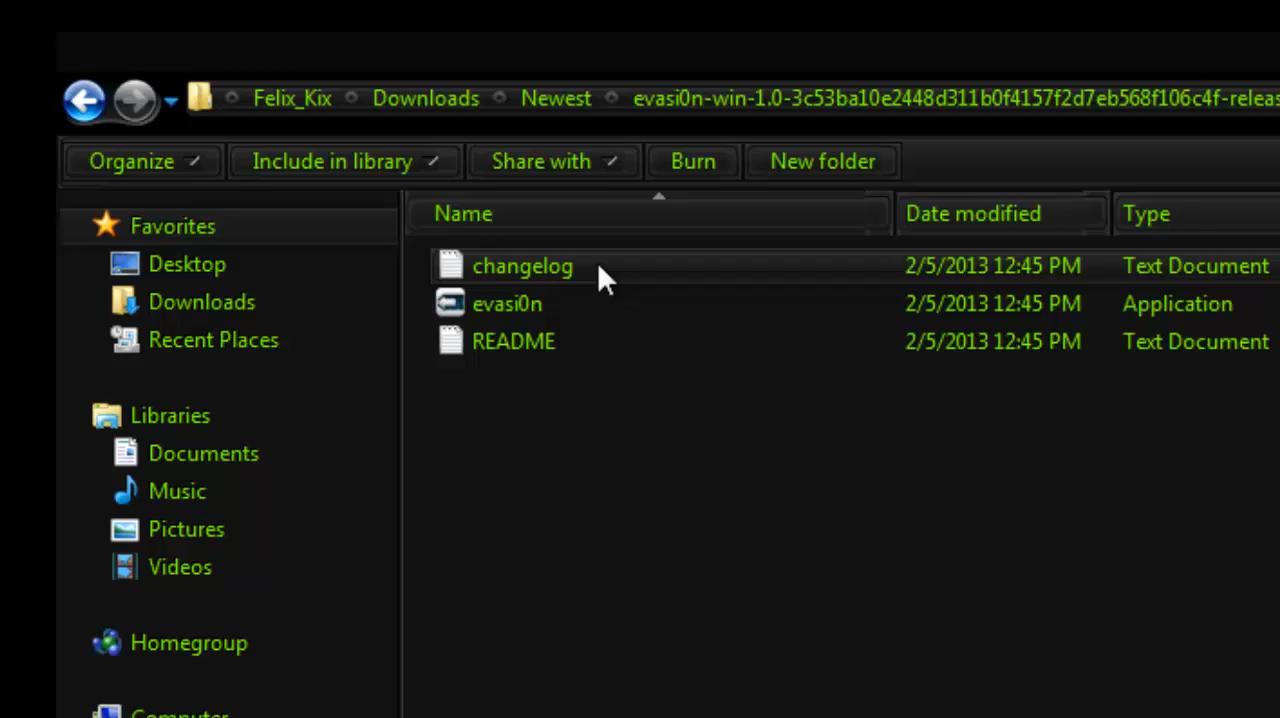 Felix_Kix Downloads Newest evasi0n-win-1.0-3c53ba10e2448d311b0f4157f2d7eb568f106c4f-releas
Organize Include in library Share with Burn New folder
Name Date modified Type
Favorites
Desktop
Downloads
Recent Places
Libraries
Documents
Music
Pictures
Videos
Homegroup
Computer
changelog 2/5/2013 12:45 PM Text Document
evasi0n 2/5/2013 12:45 PM Application
README 2/5/2013 12:45 PM Text Document